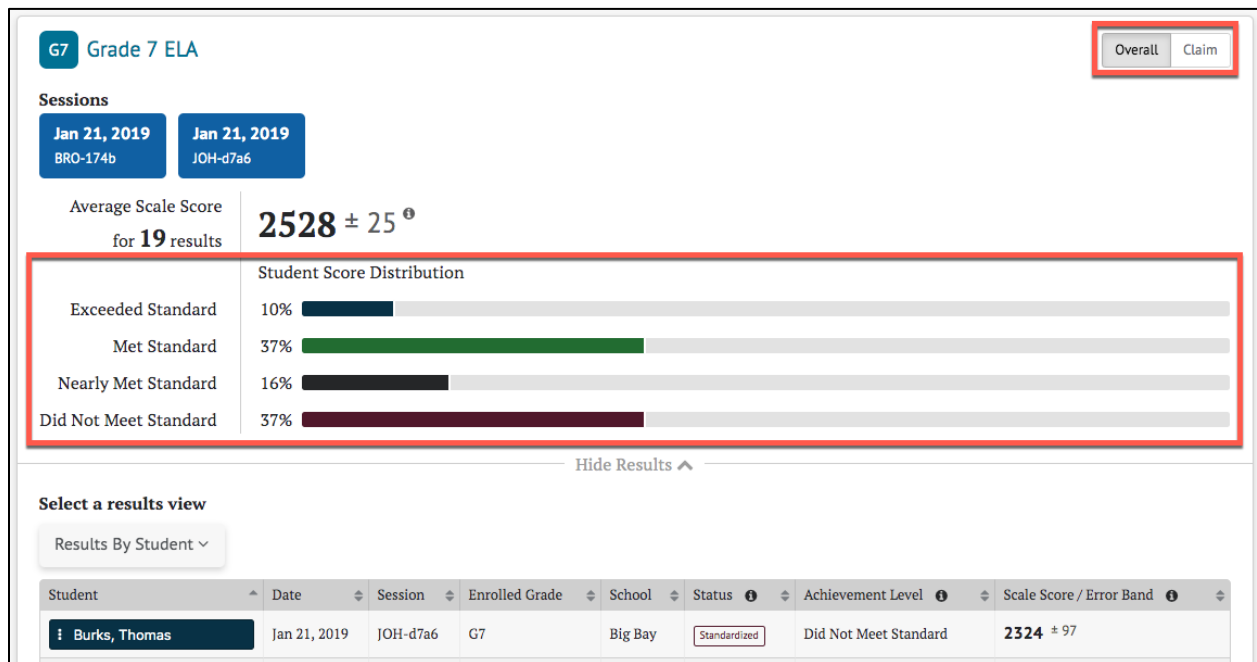 G7 Grade 7 ELA
Overall Claim
Sessions
Jan 21, 2019 Jan 21, 2019
BRO-174b JOH-d7a6
Average Scale Score
for 19 results
2528 ± 25
Student Score Distribution
Exceeded Standard 10%
Met Standard 37%
Nearly Met Standard 16%
Did Not Meet Standard 37%
Hide Results
Select a results view
Results By Student
Student Date Session Enrolled Grade School Status Achievement Level Scale Score / Error Band
Burks, Thomas Jan 21, 2019 JOH-d7a6 G7 Big Bay Standardized Did Not Meet Standard 2324 ± 97